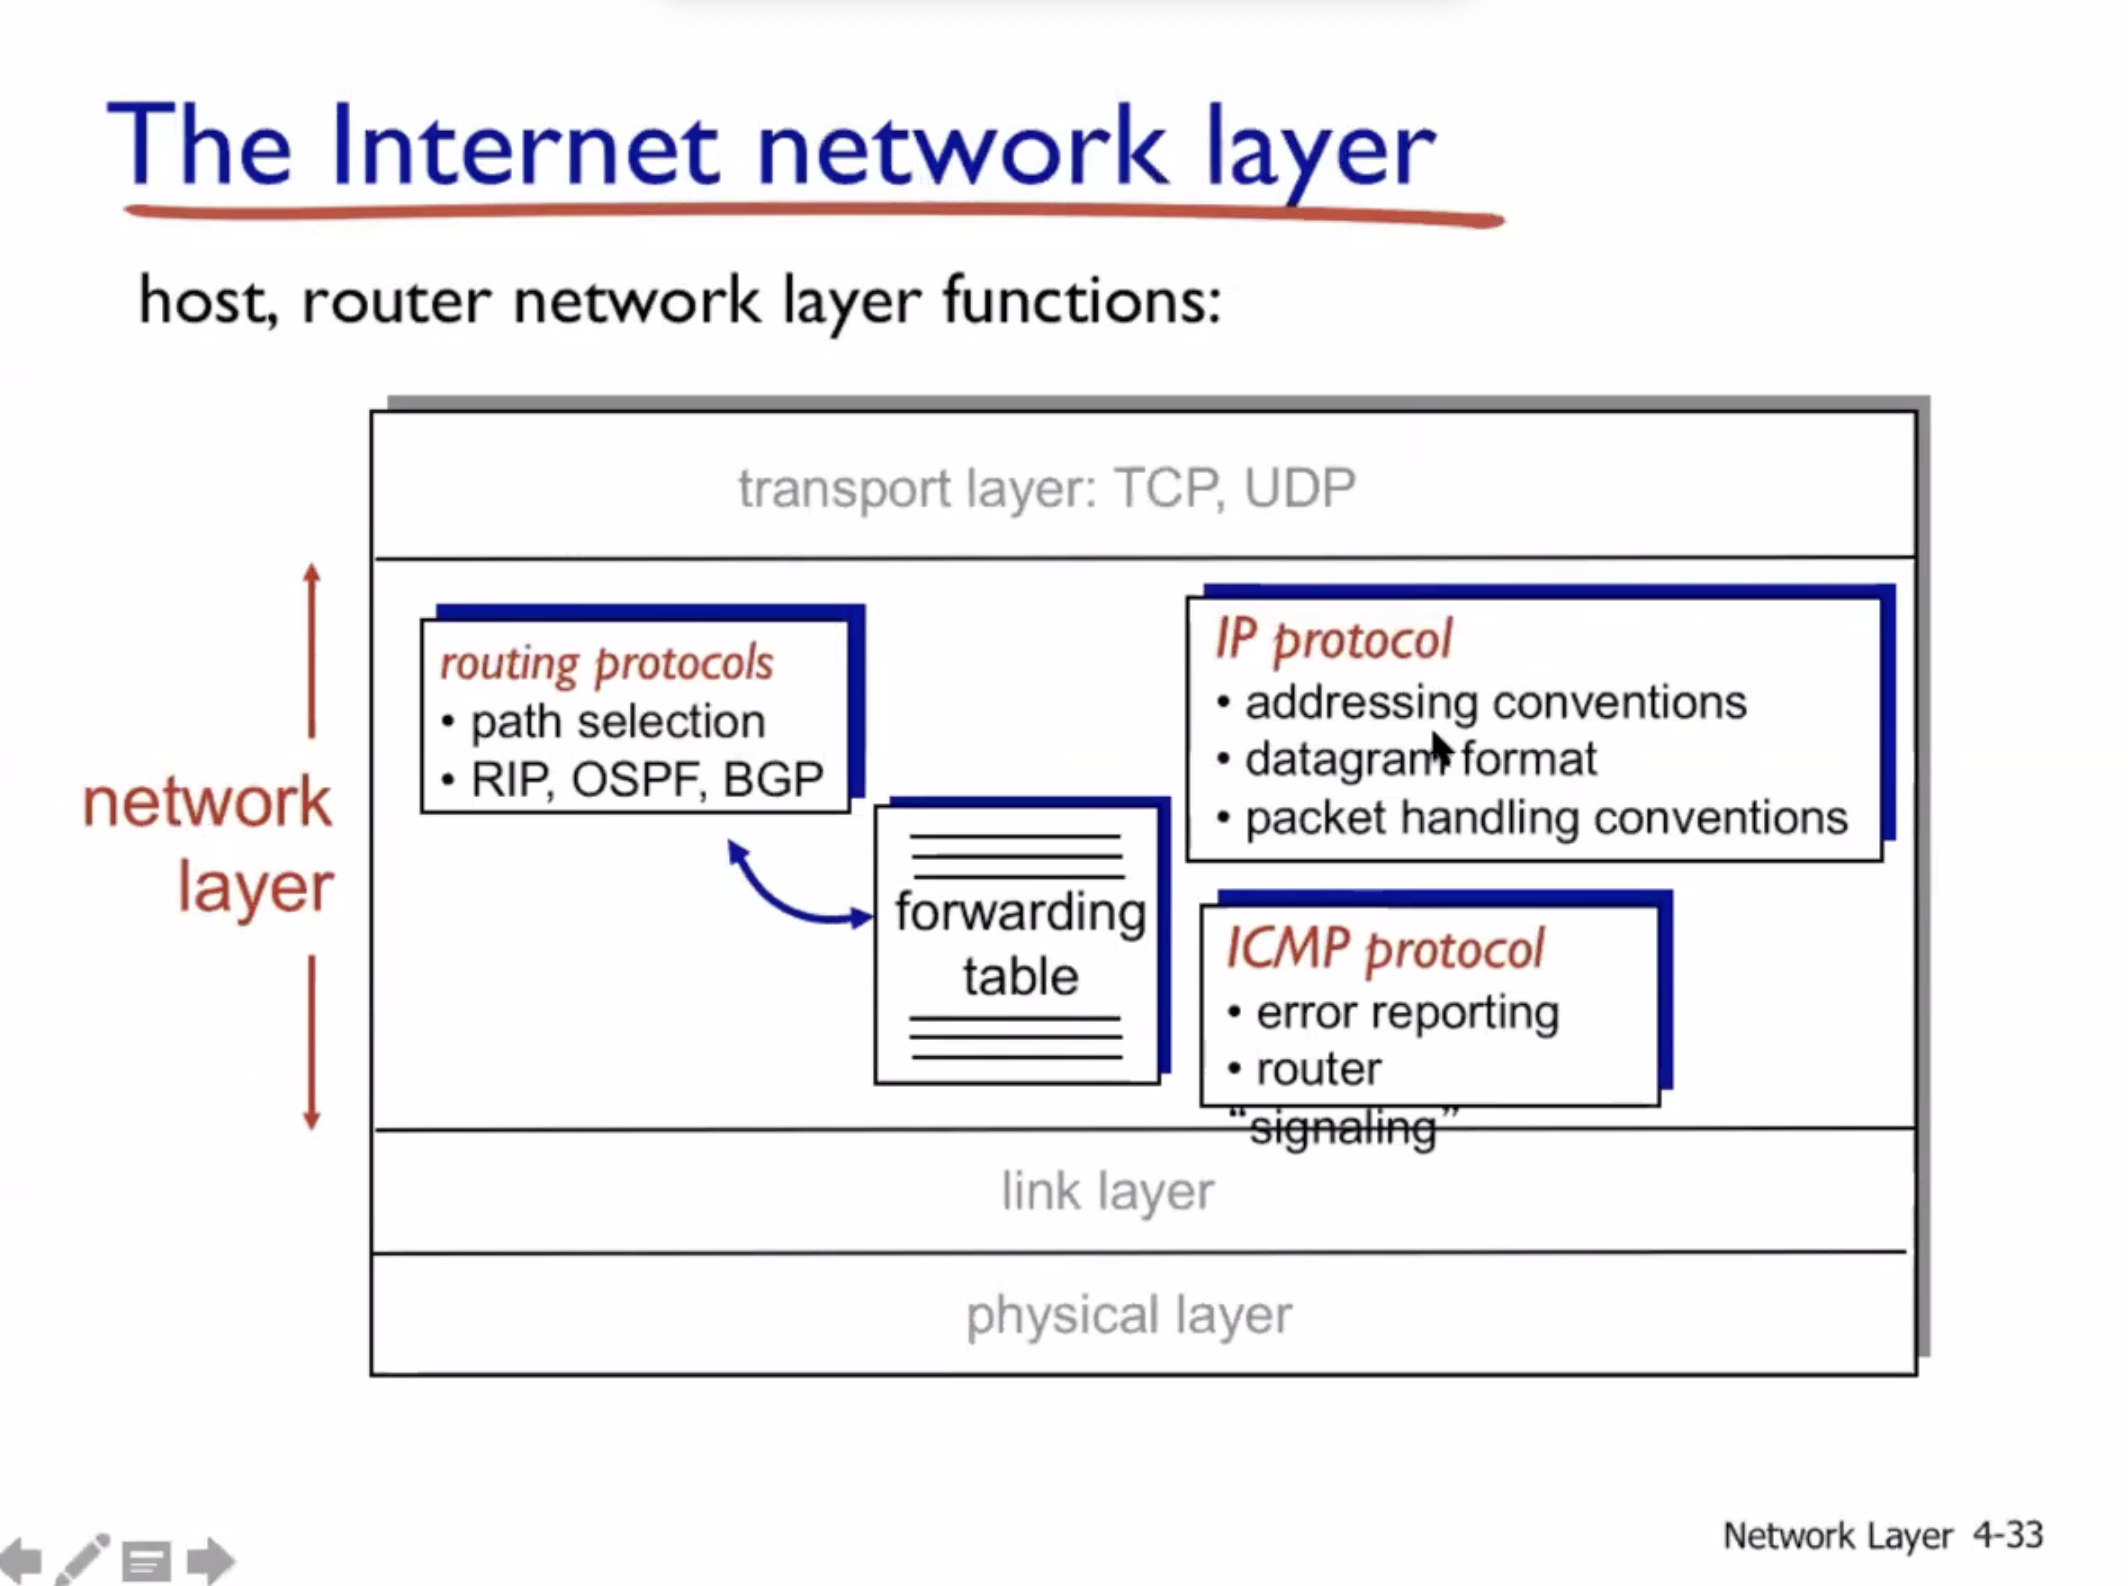 The Internet network layer
host, router network layer functions:
transport layer: TCP, UDP
network
layer
routing protocols
• path selection
• RIP, OSPF, BGP
forwarding
table
IP protocol
• addressing conventions
• datagram format
• packet handling conventions
ICMP protocol
• error reporting
• router
“signaling”
link layer
physical layer
Network Layer 4-33